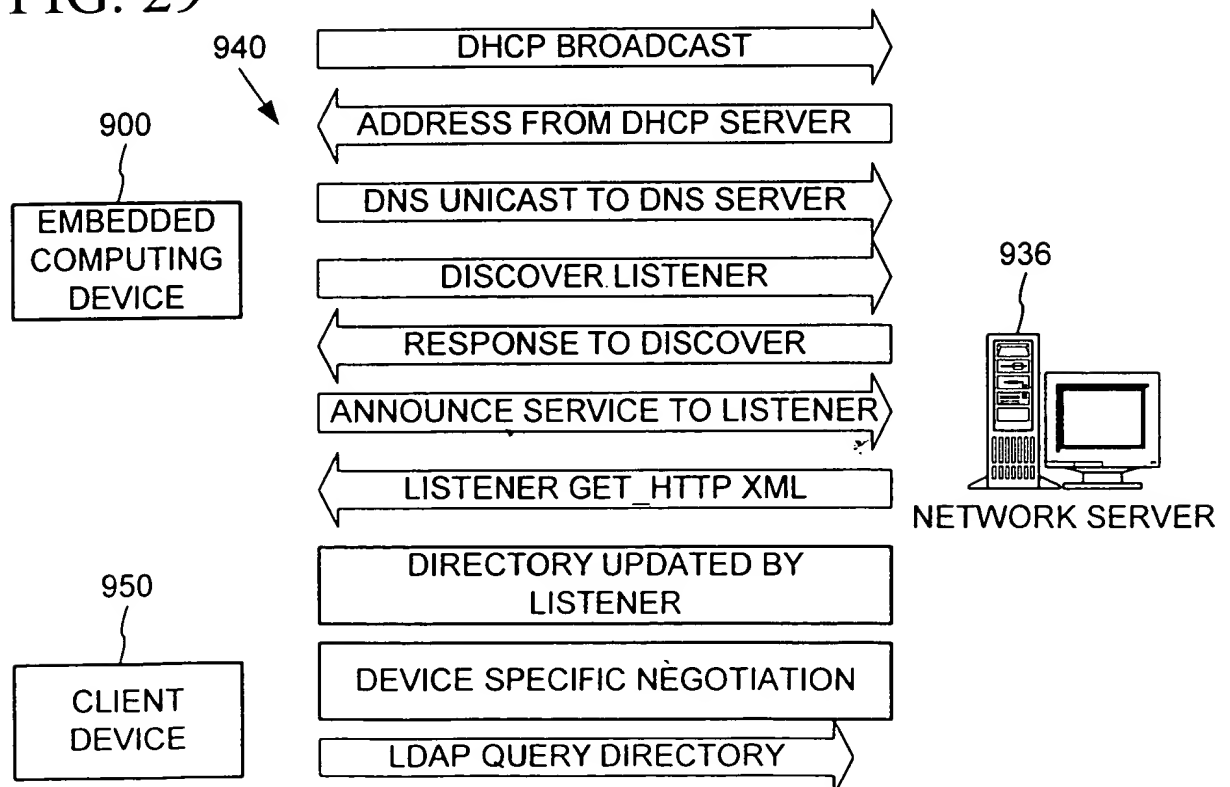 FIG. 29
940
DHCP BROADCAST
ADDRESS FROM DHCP SERVER
900
EMBEDDED
COMPUTING
DEVICE
DNS UNICAST TO DNS SERVER
DISCOVER LISTENER
RESPONSE TO DISCOVER
ANNOUNCE SERVICE TO LISTENER
LISTENER GET_HTTP XML
936
NETWORK SERVER
DIRECTORY UPDATED BY
LISTENER
950
CLIENT
DEVICE
DEVICE SPECIFIC NEGOTIATION
LDAP QUERY DIRECTORY